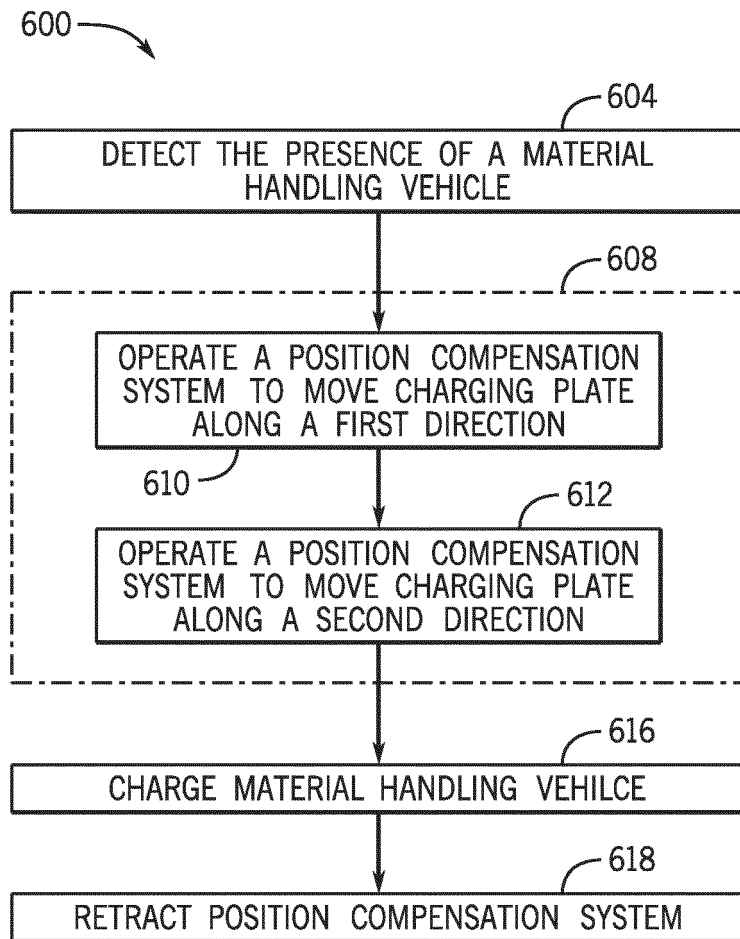 600
604
DETECT THE PRESENCE OF A MATERIAL
HANDLING VEHICLE
608
OPERATE A POSITION COMPENSATION
SYSTEM TO MOVE CHARGING PLATE
ALONG A FIRST DIRECTION
610
612
OPERATE A POSITION COMPENSATION
SYSTEM TO MOVE CHARGING PLATE
ALONG A SECOND DIRECTION
616
CHARGE MATERIAL HANDLING VEHILCE
618
RETRACT POSITION COMPENSATION SYSTEM